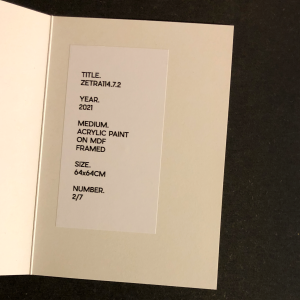 TITLE.
ZETRA114.7.2
YEAR.
2021
MEDIUM.
ACRYLIC PAINT
ON MDF
FRAMED
SIZE.
64x64CM
NUMBER.
2/7